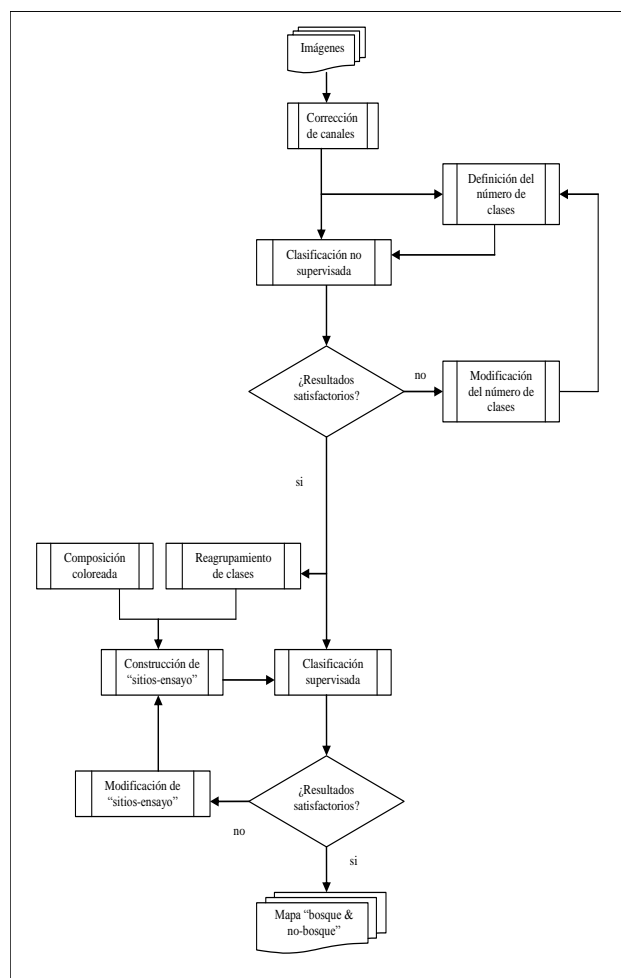 Imágenes
Corrección
de canales
Definición del
número de
clases
Clasificación no
supervisada
¿Resultados
satisfactorios?
no
Modificación
del número de
clases
si
Composición
coloreada
Reagrupamiento
de clases
Construcción de
“sitios-ensayo”
Clasificación
supervisada
Modificación de
“sitios-ensayo”
¿Resultados
satisfactorios?
no
si
Mapa “bosque &
no-bosque”